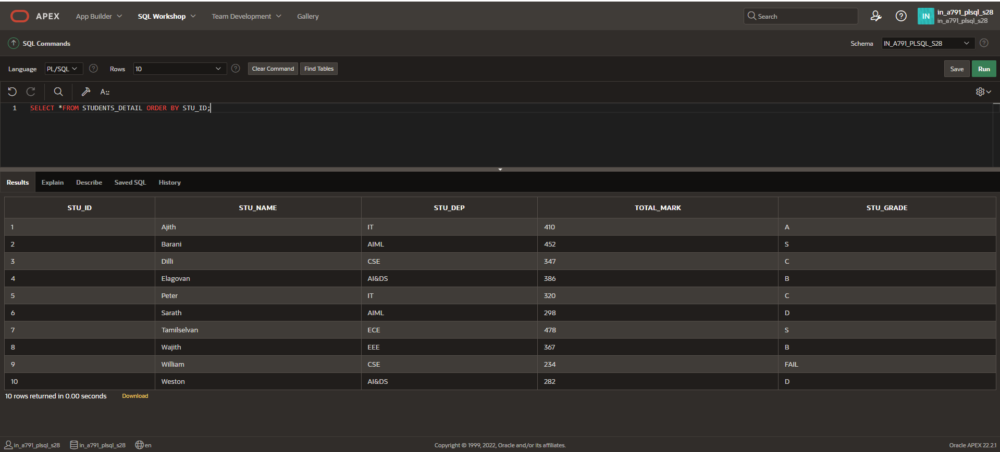 APEX App Builder SQL Workshop Team Development Gallery Search IN in_a791_plsql_s28
in_a791_plsql_s28
SQL Commands Schema IN_A791_PLSQL_S28
Language PL/SQL Rows 10 Clear Command Find Tables Save Run
A
1 SELECT *FROM STUDENTS_DETAIL ORDER BY STU_ID;
Results Explain Describe Saved SQL History
STU_ID STU_NAME STU_DEP TOTAL_MARK STU_GRADE
1 Ajith IT 410 A
2 Barani AIML 452 S
3 Dilli CSE 347 C
4 Elagovan AI&DS 386 B
5 Peter IT 320 C
6 Sarath AIML 298 D
7 Tamilselvan ECE 478 S
8 Wajith EEE 367 B
9 William CSE 234 FAIL
10 Weston AI&DS 282 D
10 rows returned in 0.00 seconds Download
in_a791_plsql_s28 in_a791_plsql_s28 en Copyright © 1999, 2022, Oracle and/or its affiliates. Oracle APEX 22.2.1